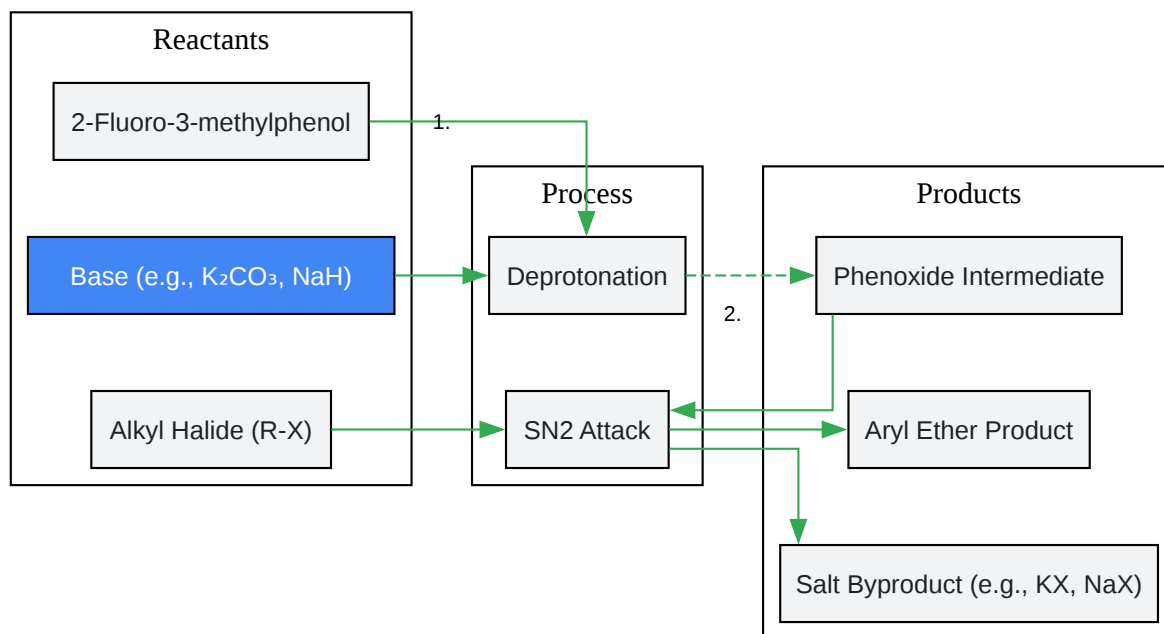 Reactants
2-Fluoro-3-methylphenol
1.
Process
Products
Base (e.g., K₂CO₃, NaH)
Deprotonation
Phenoxide Intermediate
2.
Alkyl Halide (R-X)
SN2 Attack
Aryl Ether Product
Salt Byproduct (e.g., KX, NaX)